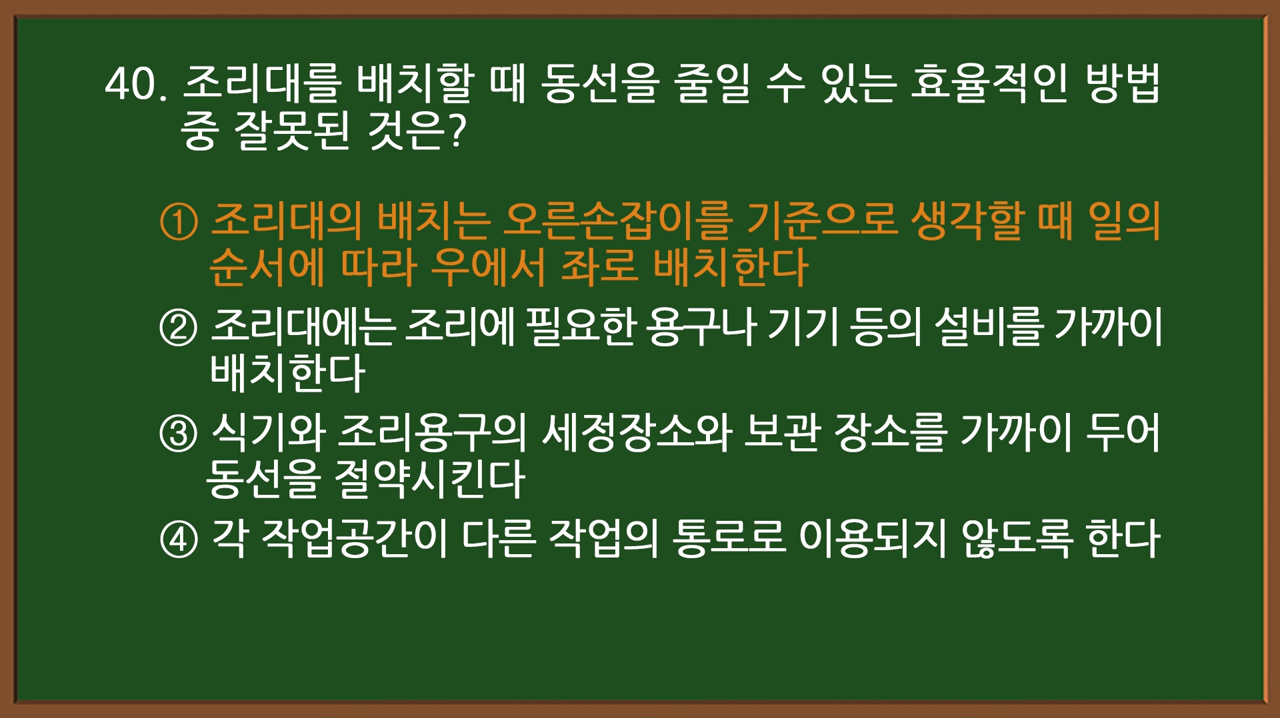 40. 조리대를 배치할 때 동선을 줄일 수 있는 효율적인 방법
중 잘못된 것은?
① 조리대의 배치는 오른손잡이를 기준으로 생각할 때 일의
순서에 따라 우에서 좌로 배치한다
② 조리대에는 조리에 필요한 용구나 기기 등의 설비를 가까이
배치한다
③ 식기와 조리용구의 세정장소와 보관 장소를 가까이 두어
동선을 절약시킨다
④ 각 작업공간이 다른 작업의 통로로 이용되지 않도록 한다